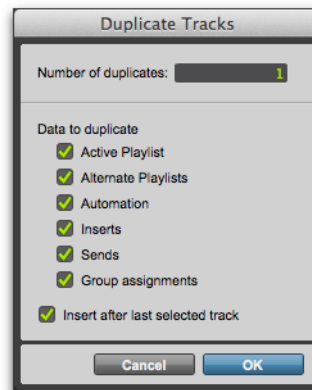 Duplicate Tracks
Number of duplicates: 1
Data to duplicate
Active Playlist
Alternate Playlists
Automation
Inserts
Sends
Group assignments
Insert after last selected track
Cancel OK